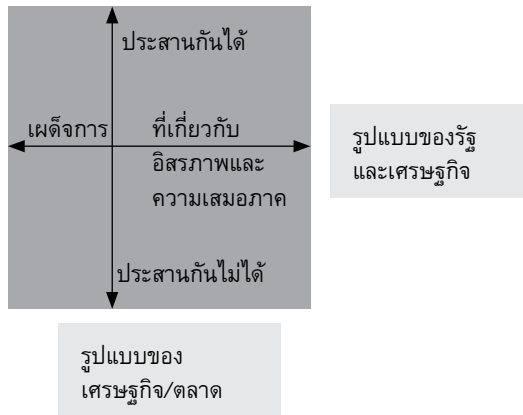 ประสานกันได้
เผด็จการ
ที่เกี่ยวกับ
อิสรภาพและ
ความเสมอภาค
ประสานกันไม่ได้
รูปแบบของรัฐ
และเศรษฐกิจ
รูปแบบของ
เศรษฐกิจ/ตลาด